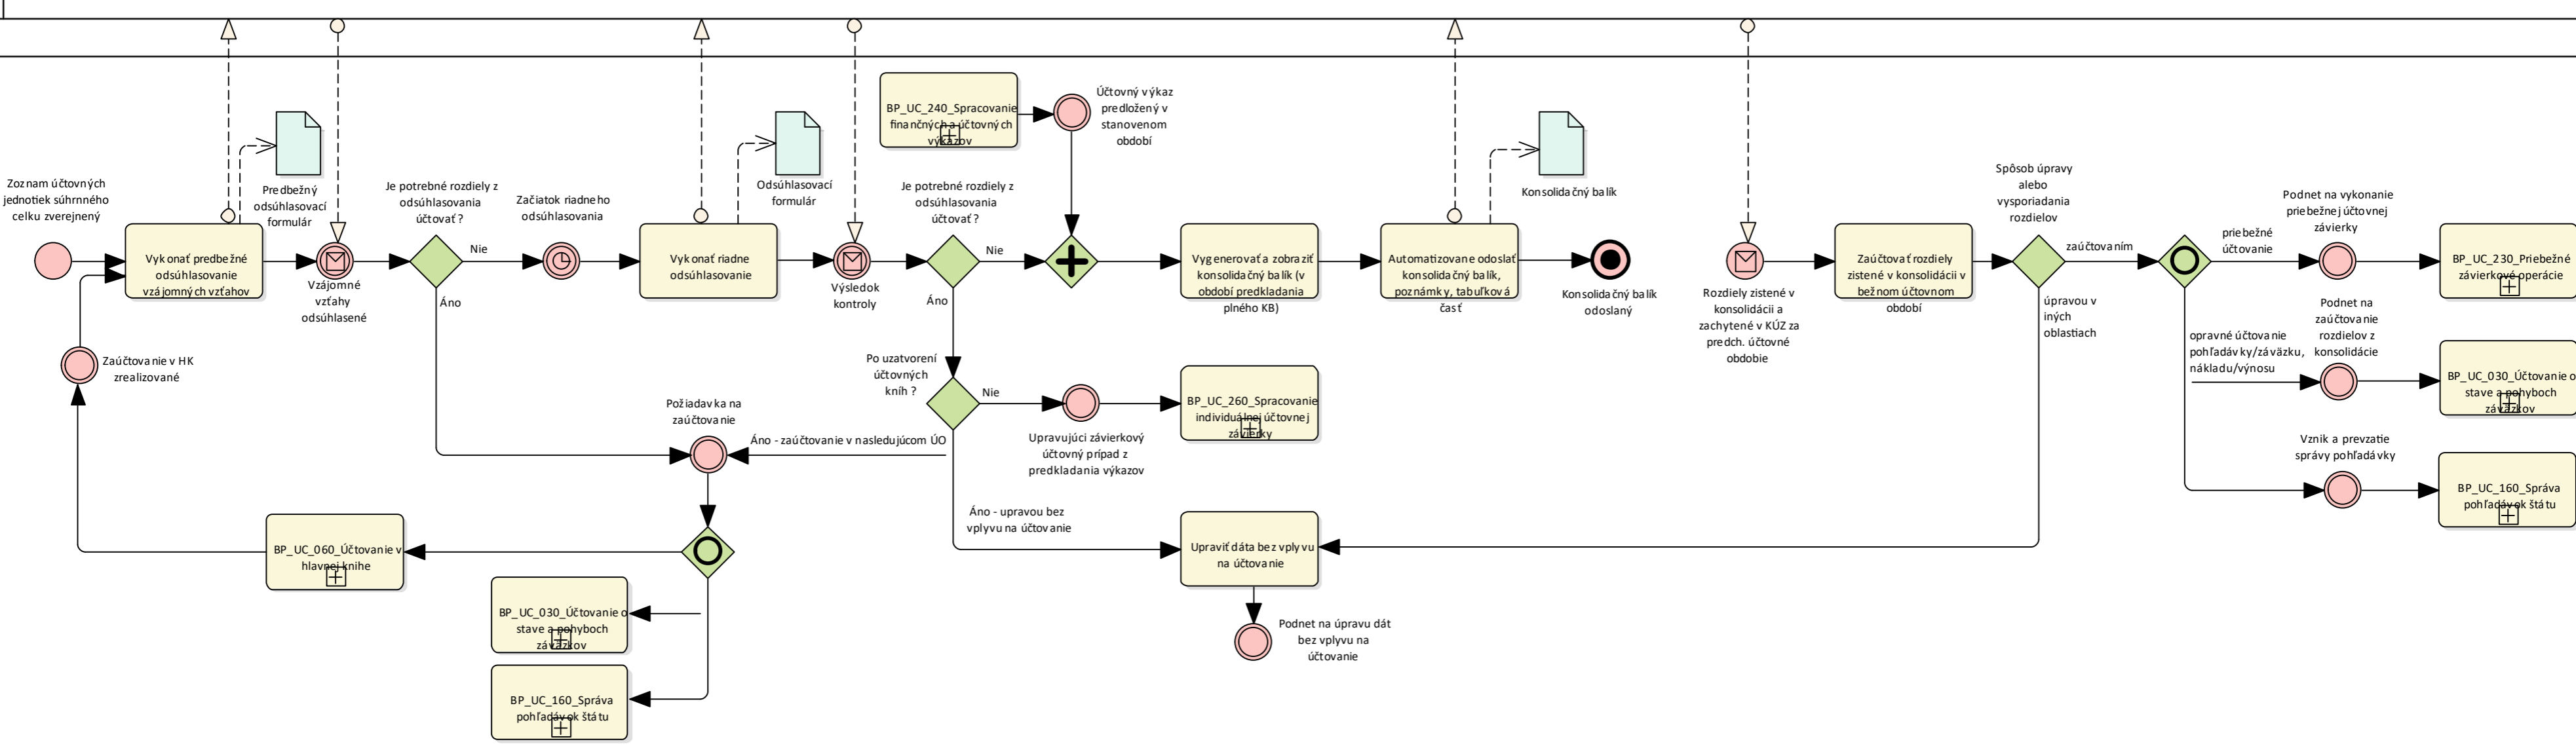 Zoznam účtovných
jednotiek súhrnného
celku zverejnený
Vykonať predbežné
odsúhlasovanie
vzájomných vzťahov
Predbežný
odsúhlasovací
formulár
Vzájomné
vzťahy
odsúhlasené
Je potrebné rozdiely z
odsúhlasovania
účtovať ?
Nie
Áno
Začiatok riadneho
odsúhlasovania
Vykonať riadne
odsúhlasovanie
Odsúhlasovací
formulár
Výsledok
kontroly
BP_UC_240_Spracovanie
finančných a účtovných
výkazov
Účtovný výkaz
predložený v
stanovenom
období
Je potrebné rozdiely z
odsúhlasovania
účtovať ?
Nie
Áno
Vygenerovať a zobraziť
konsolidačný balík (v
období predkladania
plného KB)
Automatizovane odoslať
konsolidačný balík,
poznámky, tabuľková
časť
Konsolidačný balík
Konsolidačný balík
odoslaný
Rozdiely zistené v
konsolidácii a
zachytené v KÚZ za
predch. účtovné
obdobie
Zaúčtovať rozdiely
zistené v konsolidácii v
bežnom účtovnom
období
Spôsob úpravy
alebo
vysporiadania
rozdielov
zaúčtovaním
úpravou v
iných
oblastiach
priebežné
účtovanie
Podnet na vykonanie
priebežnej účtovnej
závierky
BP_UC_230_Priebežné
závierkové operácie
opravné účtovanie
pohľadávky/záväzku,
nákladu/výnosu
Podnet na
zaúčtovanie
rozdielov z
konsolidácie
BP_UC_030_Účtovanie o
stave a pohyboch
záväzkov
Vznik a prevzatie
správy pohľadávky
BP_UC_160_Správa
pohľadávok štátu
Zaúčtovanie v HK
zrealizované
Požiadavka na
zaúčtovanie
Po uzatvorení
účtovných
kníh ?
Nie
Upravujúci závierkový
účtovný prípad z
predkladania výkazov
BP_UC_260_Spracovanie
individuálnej účtovnej
závierky
Áno - zaúčtovanie v nasledujúcom ÚO
Áno - upravou bez
vplyvu na účtovanie
Upraviť dáta bez vplyvu
na účtovanie
Podnet na úpravu dát
bez vplyvu na
účtovanie
BP_UC_060_Účtovanie v
hlavnej knihe
BP_UC_030_Účtovanie o
stave a pohyboch
záväzkov
BP_UC_160_Správa
pohľadávok štátu